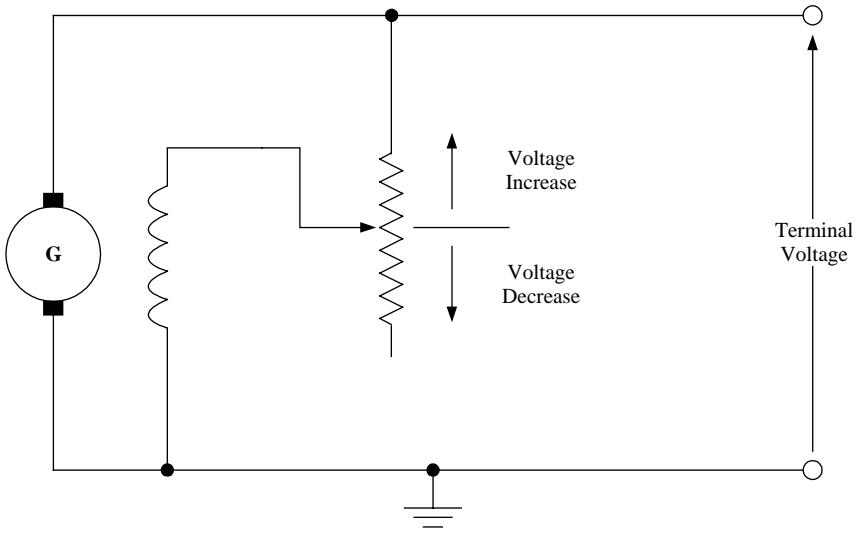 Voltage
Increase
G
Terminal
Voltage
Voltage
Decrease